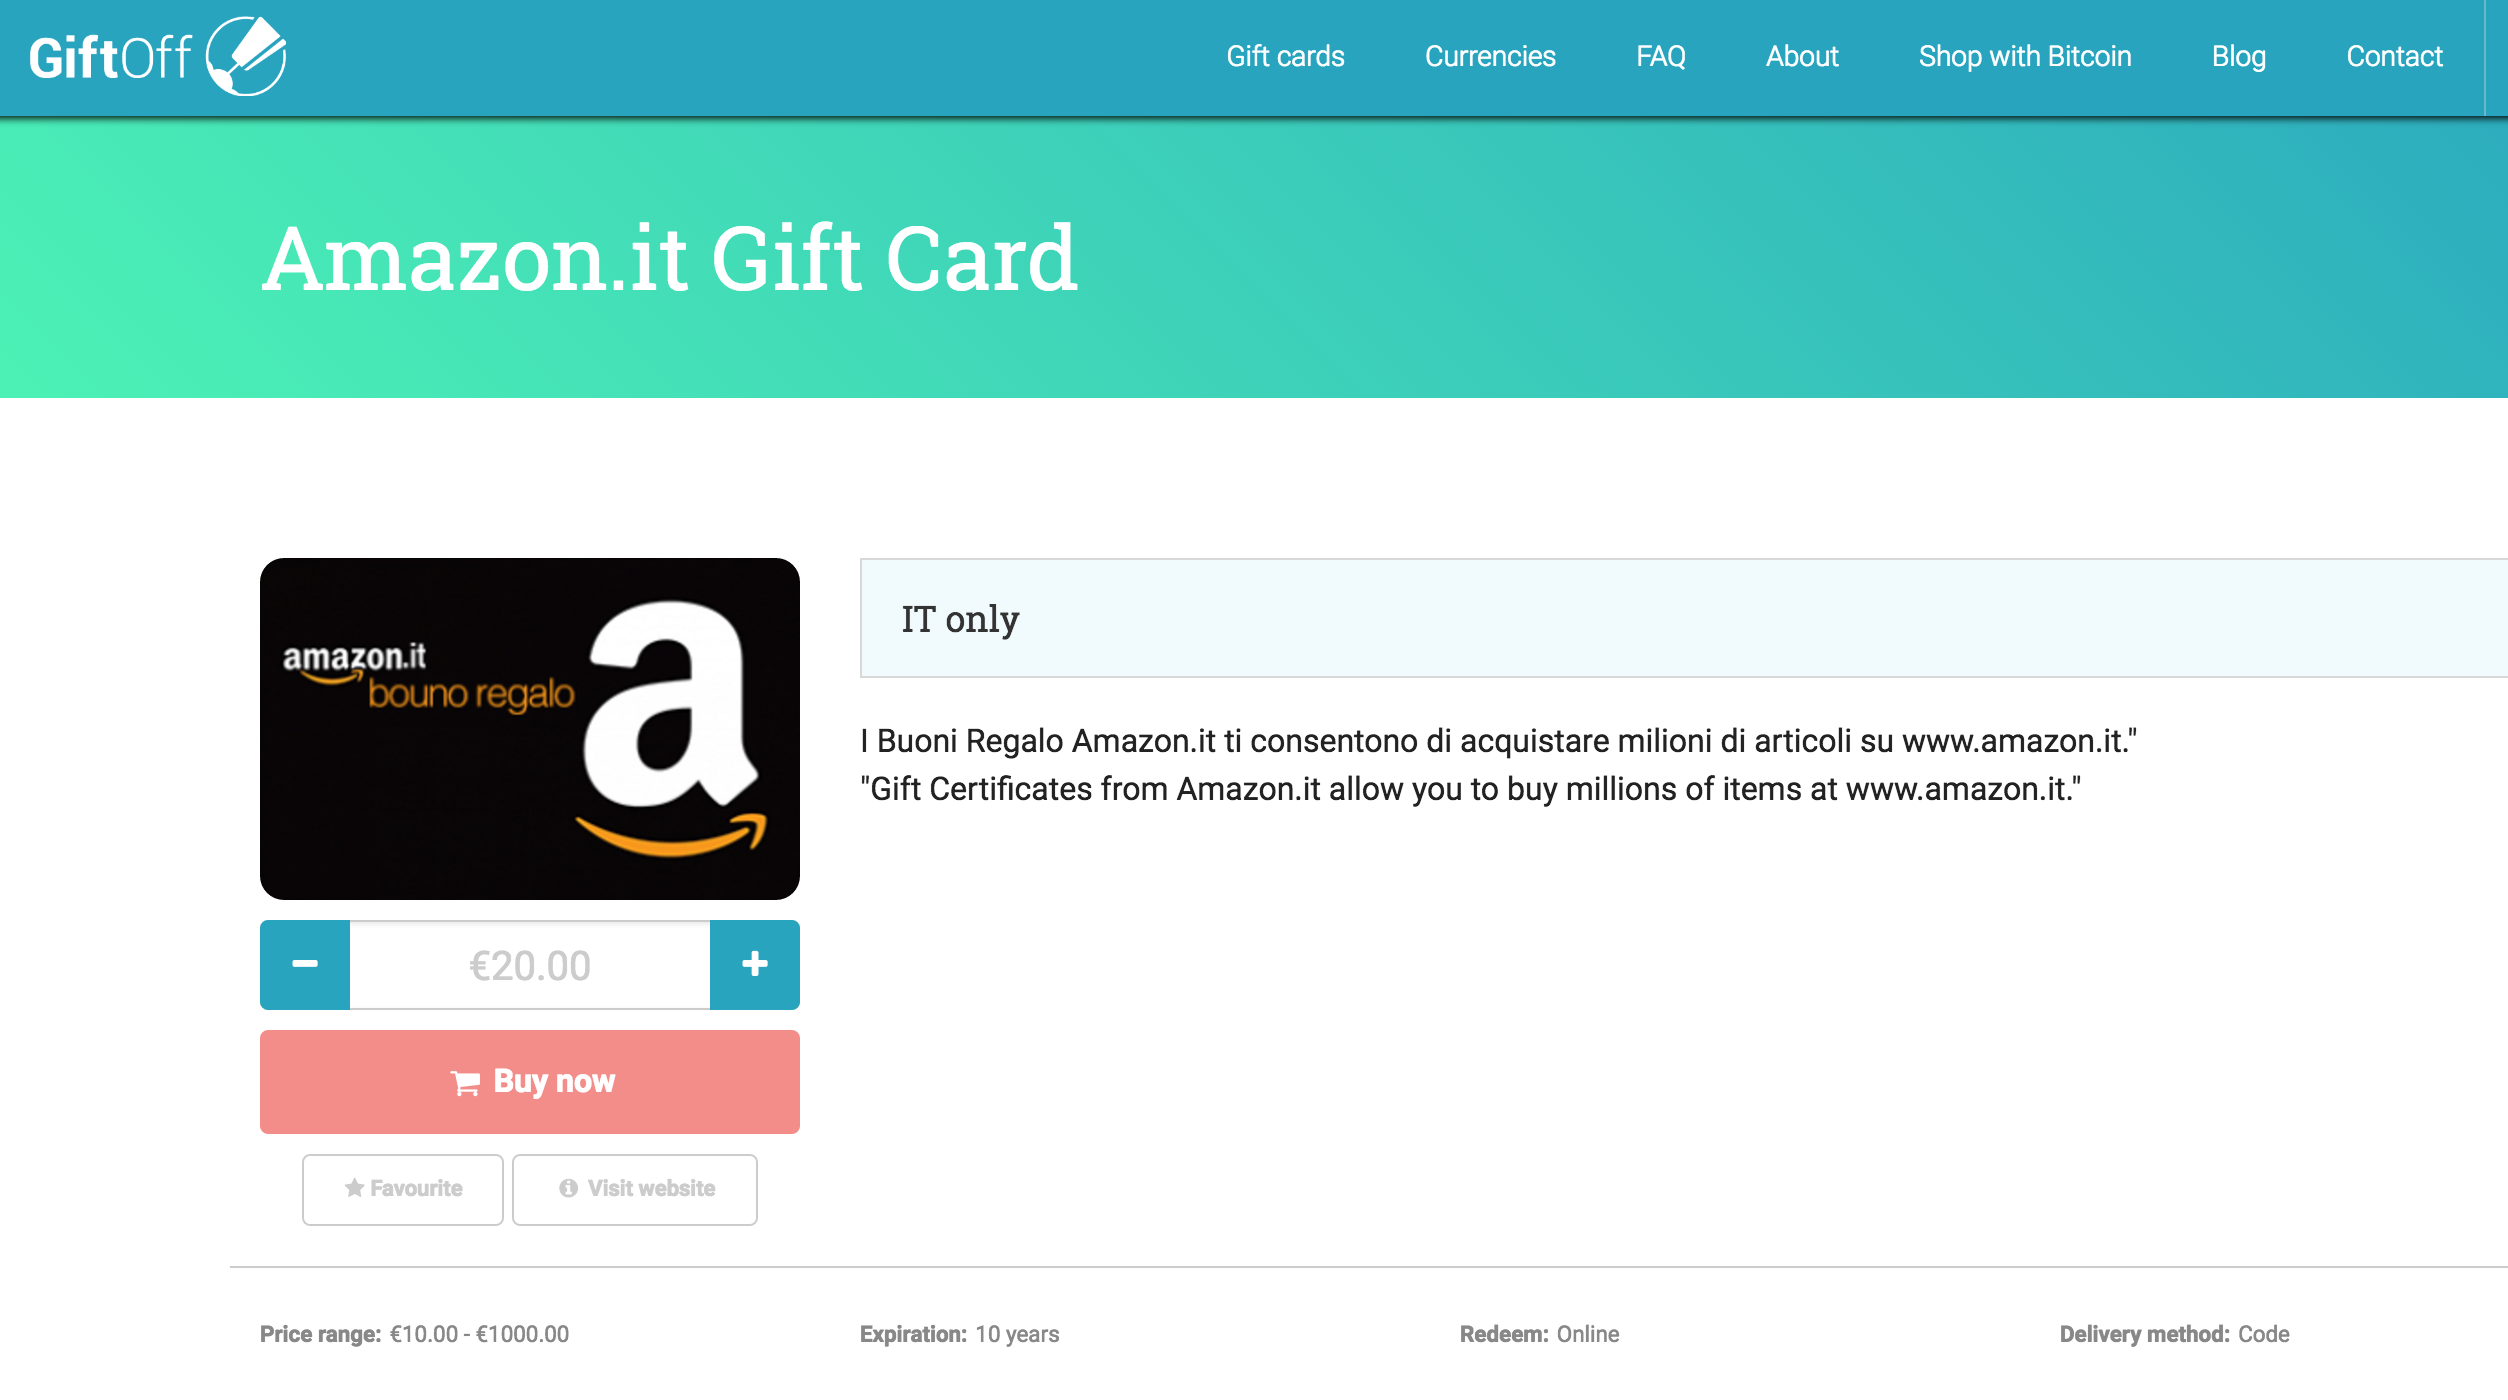 GiftOff
Gift cards
Currencies
FAQ
About
Shop with Bitcoin
Blog
Contact
Amazon.it Gift Card
amazon.it
bouno regalo
a
IT only
I Buoni Regalo Amazon.it ti consentono di acquistare milioni di articoli su www.amazon.it."
"Gift Certificates from Amazon.it allow you to buy millions of items at www.amazon.it."
€20.00
Buy now
Favourite
Visit website
Price range: €10.00 - €1000.00
Expiration: 10 years
Redeem: Online
Delivery method: Code